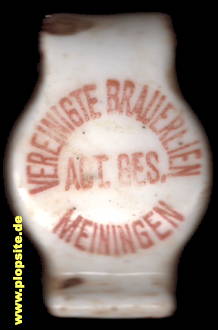 VEREINIGTE BRAUEREIEN
ACT. GES.
MEININGEN
www.plopsite.de